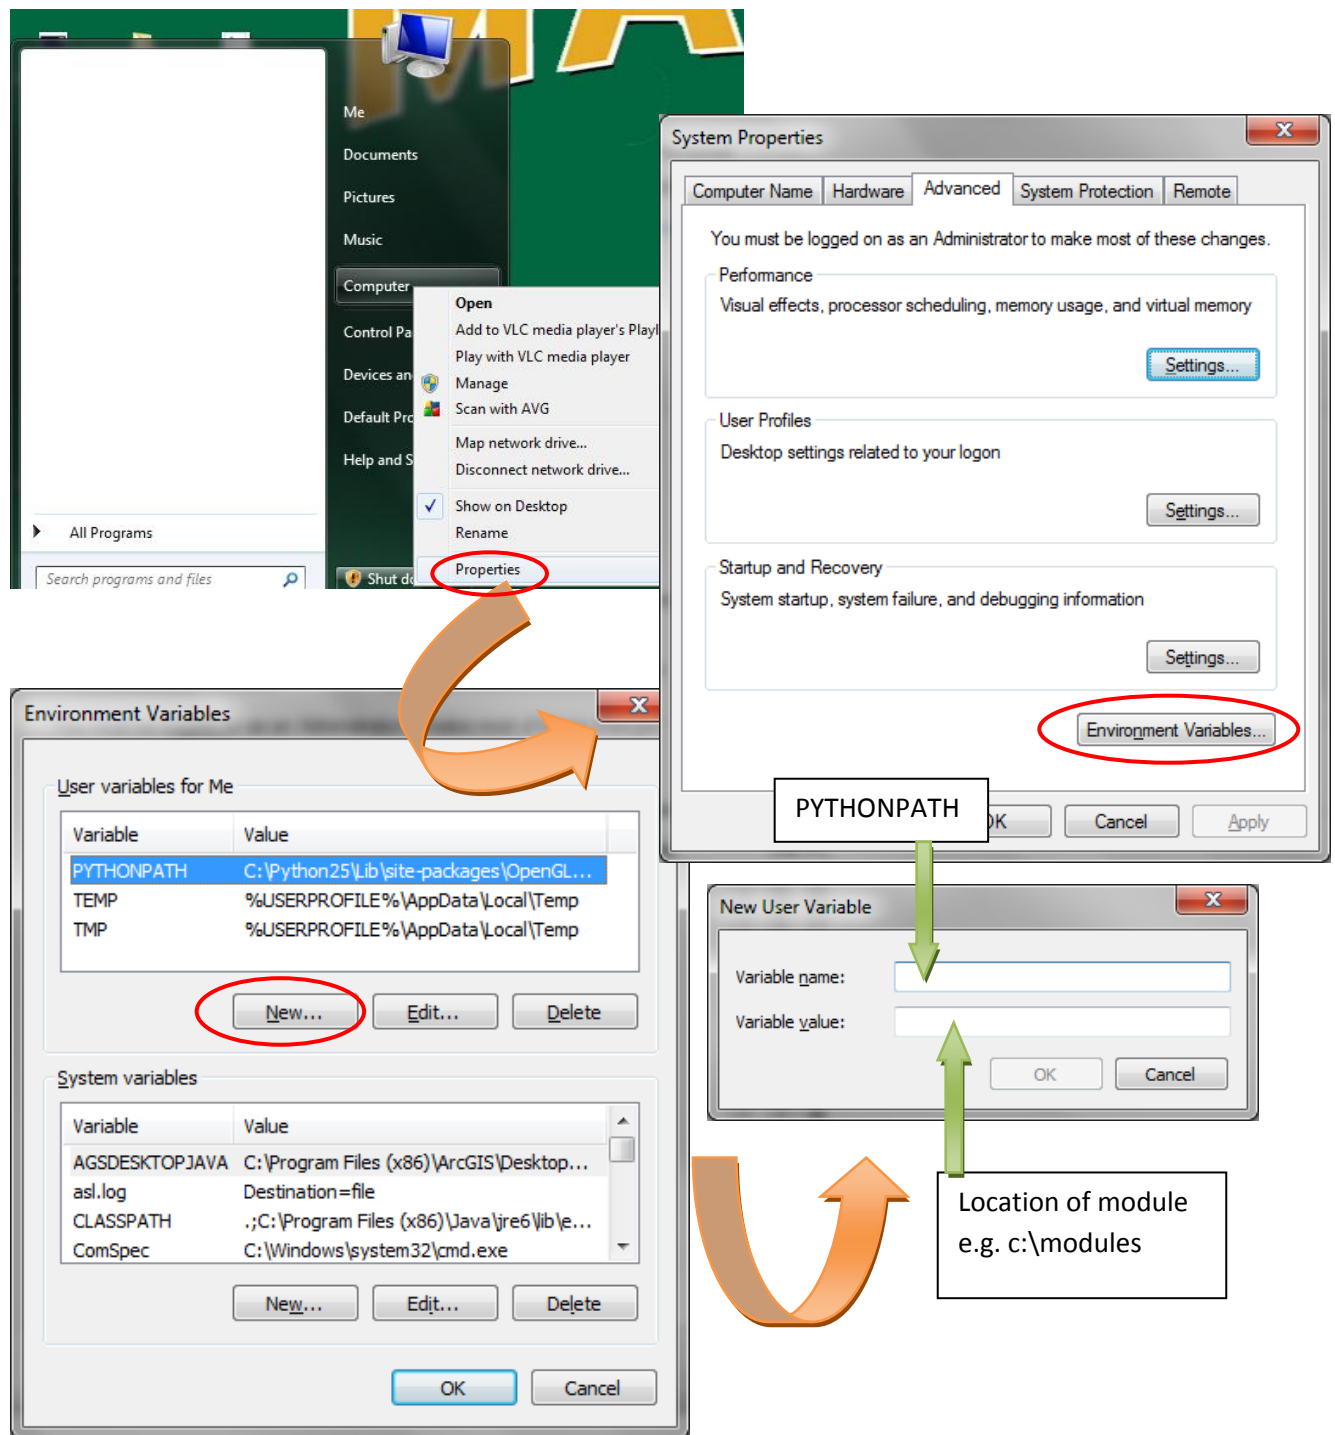 MA
Me
Documents
Pictures
Music
Computer
Control Pa
Devices an
Default Pro
Help and S
Open
Add to VLC media player's Playl
Play with VLC media player
Manage
Scan with AVG
Map network drive...
Disconnect network drive...
Show on Desktop
Rename
Properties
All Programs
Search programs and files
Shut do
System Properties
Computer Name Hardware Advanced System Protection Remote
You must be logged on as an Administrator to make most of these changes.
Performance
Visual effects, processor scheduling, memory usage, and virtual memory
Settings...
User Profiles
Desktop settings related to your logon
Settings...
Startup and Recovery
System startup, system failure, and debugging information
Settings...
Environment Variables...
PYTHONPATH
OK Cancel Apply
Environment Variables
User variables for Me
Variable Value
PYTHONPATH C:\Python25\Lib\site-packages\OpenGL...
TEMP %USERPROFILE%\AppData\Local\Temp
TMP %USERPROFILE%\AppData\Local\Temp
New... Edit... Delete
System variables
Variable Value
AGSDESKTOPJAVA C:\Program Files (x86)\ArcGIS\Desktop...
asl.log Destination=file
CLASSPATH .;C:\Program Files (x86)\Java\jre6\lib\e...
ComSpec C:\Windows\system32\cmd.exe
New... Edit... Delete
OK Cancel
New User Variable
Variable name:
Variable value:
OK Cancel
Location of module
e.g. c:\modules